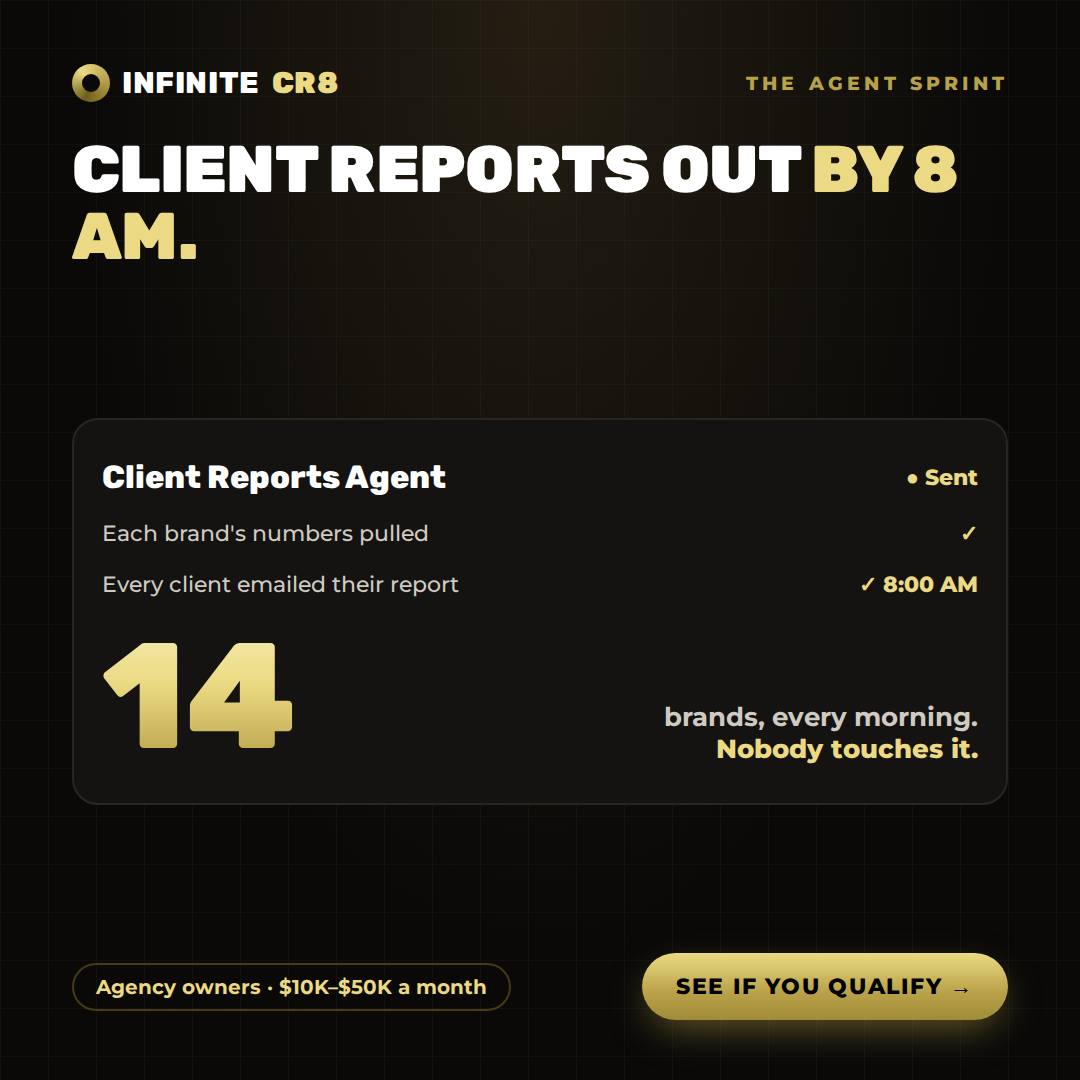 INFINITE CR8
THE AGENT SPRINT
CLIENT REPORTS OUT BY 8
AM.
Client Reports Agent
● Sent
Each brand's numbers pulled
✓
Every client emailed their report
✓ 8:00 AM
14
brands, every morning.
Nobody touches it.
Agency owners · $10K–$50K a month
SEE IF YOU QUALIFY →